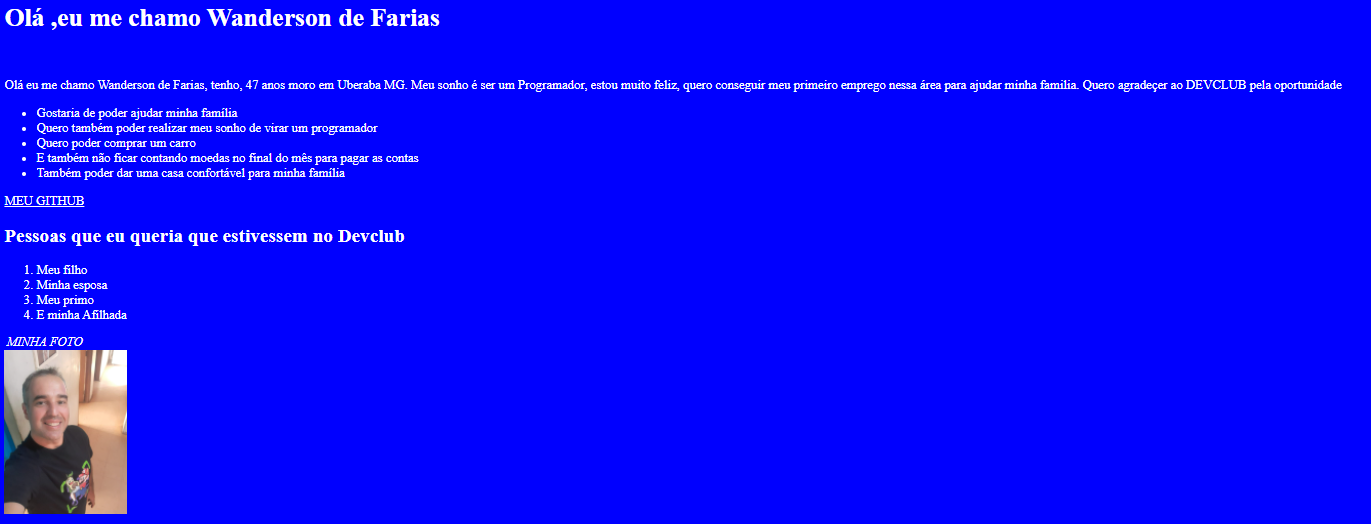 Olá ,eu me chamo Wanderson de Farias
Olá eu me chamo Wanderson de Farias, tenho, 47 anos moro em Uberaba MG. Meu sonho é ser um Programador, estou muito feliz, quero conseguir meu primeiro emprego nessa área para ajudar minha familia. Quero agradeçer ao DEVCLUB pela oportunidade
Gostaria de poder ajudar minha família
Quero também poder realizar meu sonho de virar um programador
Quero poder comprar um carro
E também não ficar contando moedas no final do mês para pagar as contas
Também poder dar uma casa confortável para minha família
MEU GITHUB
Pessoas que eu queria que estivessem no Devclub
1. Meu filho
2. Minha esposa
3. Meu primo
4. E minha Afilhada
MINHA FOTO